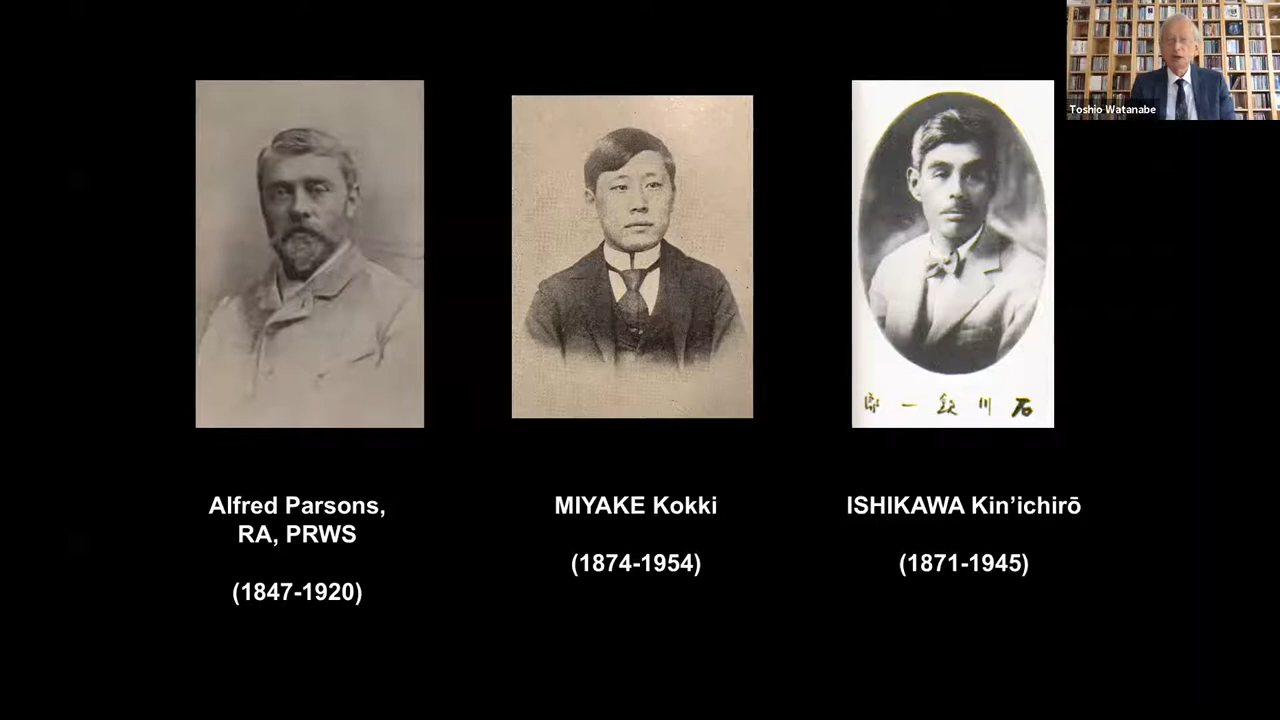 Toshio Watanabe
石川欽一郎
Alfred Parsons,
RA, PRWS
(1847-1920)
MIYAKE Kokki
(1874-1954)
ISHIKAWA Kin’ichirō
(1871-1945)